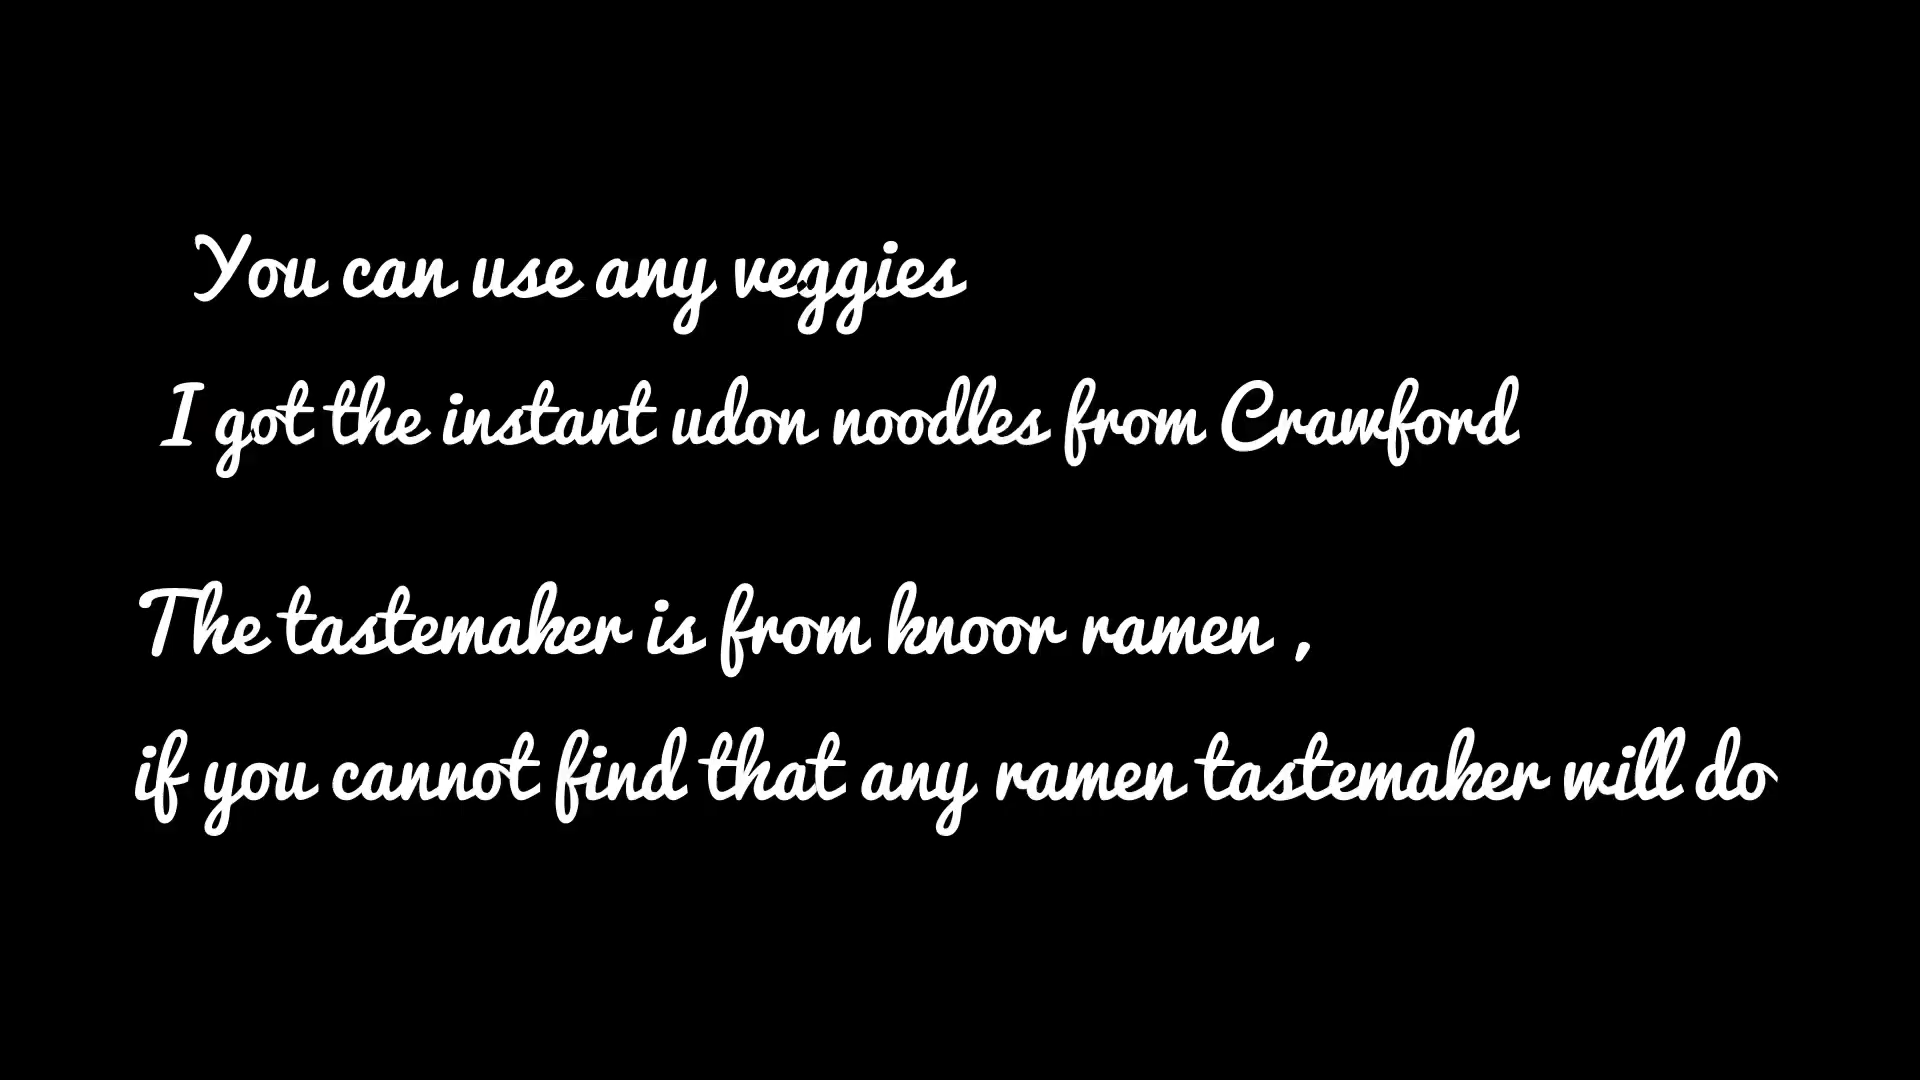 You can use any veggies
I got the instant udon noodles from Crawford
The tastemaker is from knoor ramen ,
if you cannot find that any ramen tastemaker will do